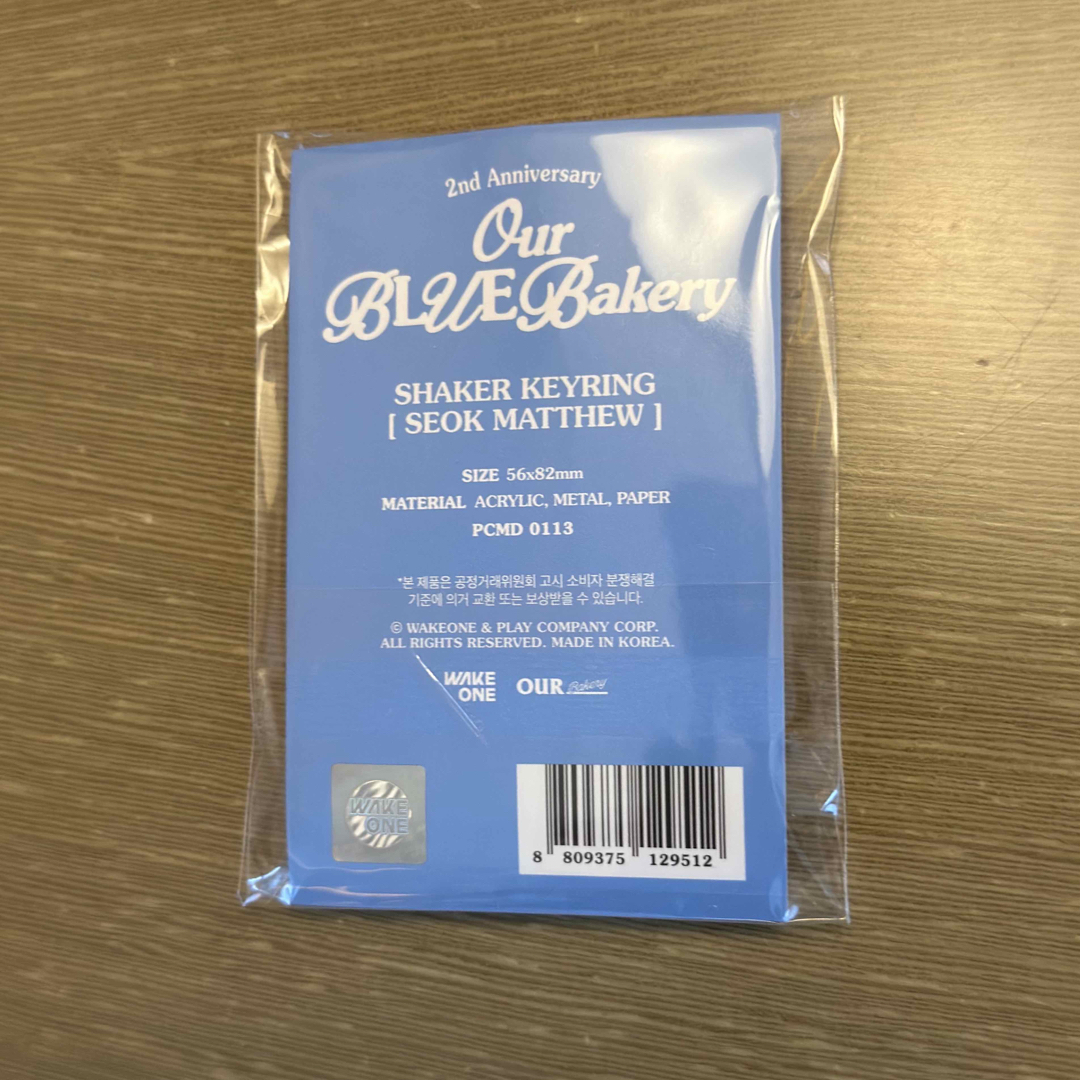 2nd Anniversary
Our
BLUE Bakery
SHAKER KEYRING
[ SEOK MATTHEW ]
SIZE 56x82mm
MATERIAL ACRYLIC, METAL, PAPER
PCMD 0113
*본 제품은 공정거래위원회 고시 소비자 분쟁해결
기준에 의거 교환 또는 보상받을 수 있습니다.
© WAKEONE & PLAY COMPANY CORP.
ALL RIGHTS RESERVED. MADE IN KOREA.
WAKE
ONE
OUR Bakery
WAKE
ONE
8 809375 129512